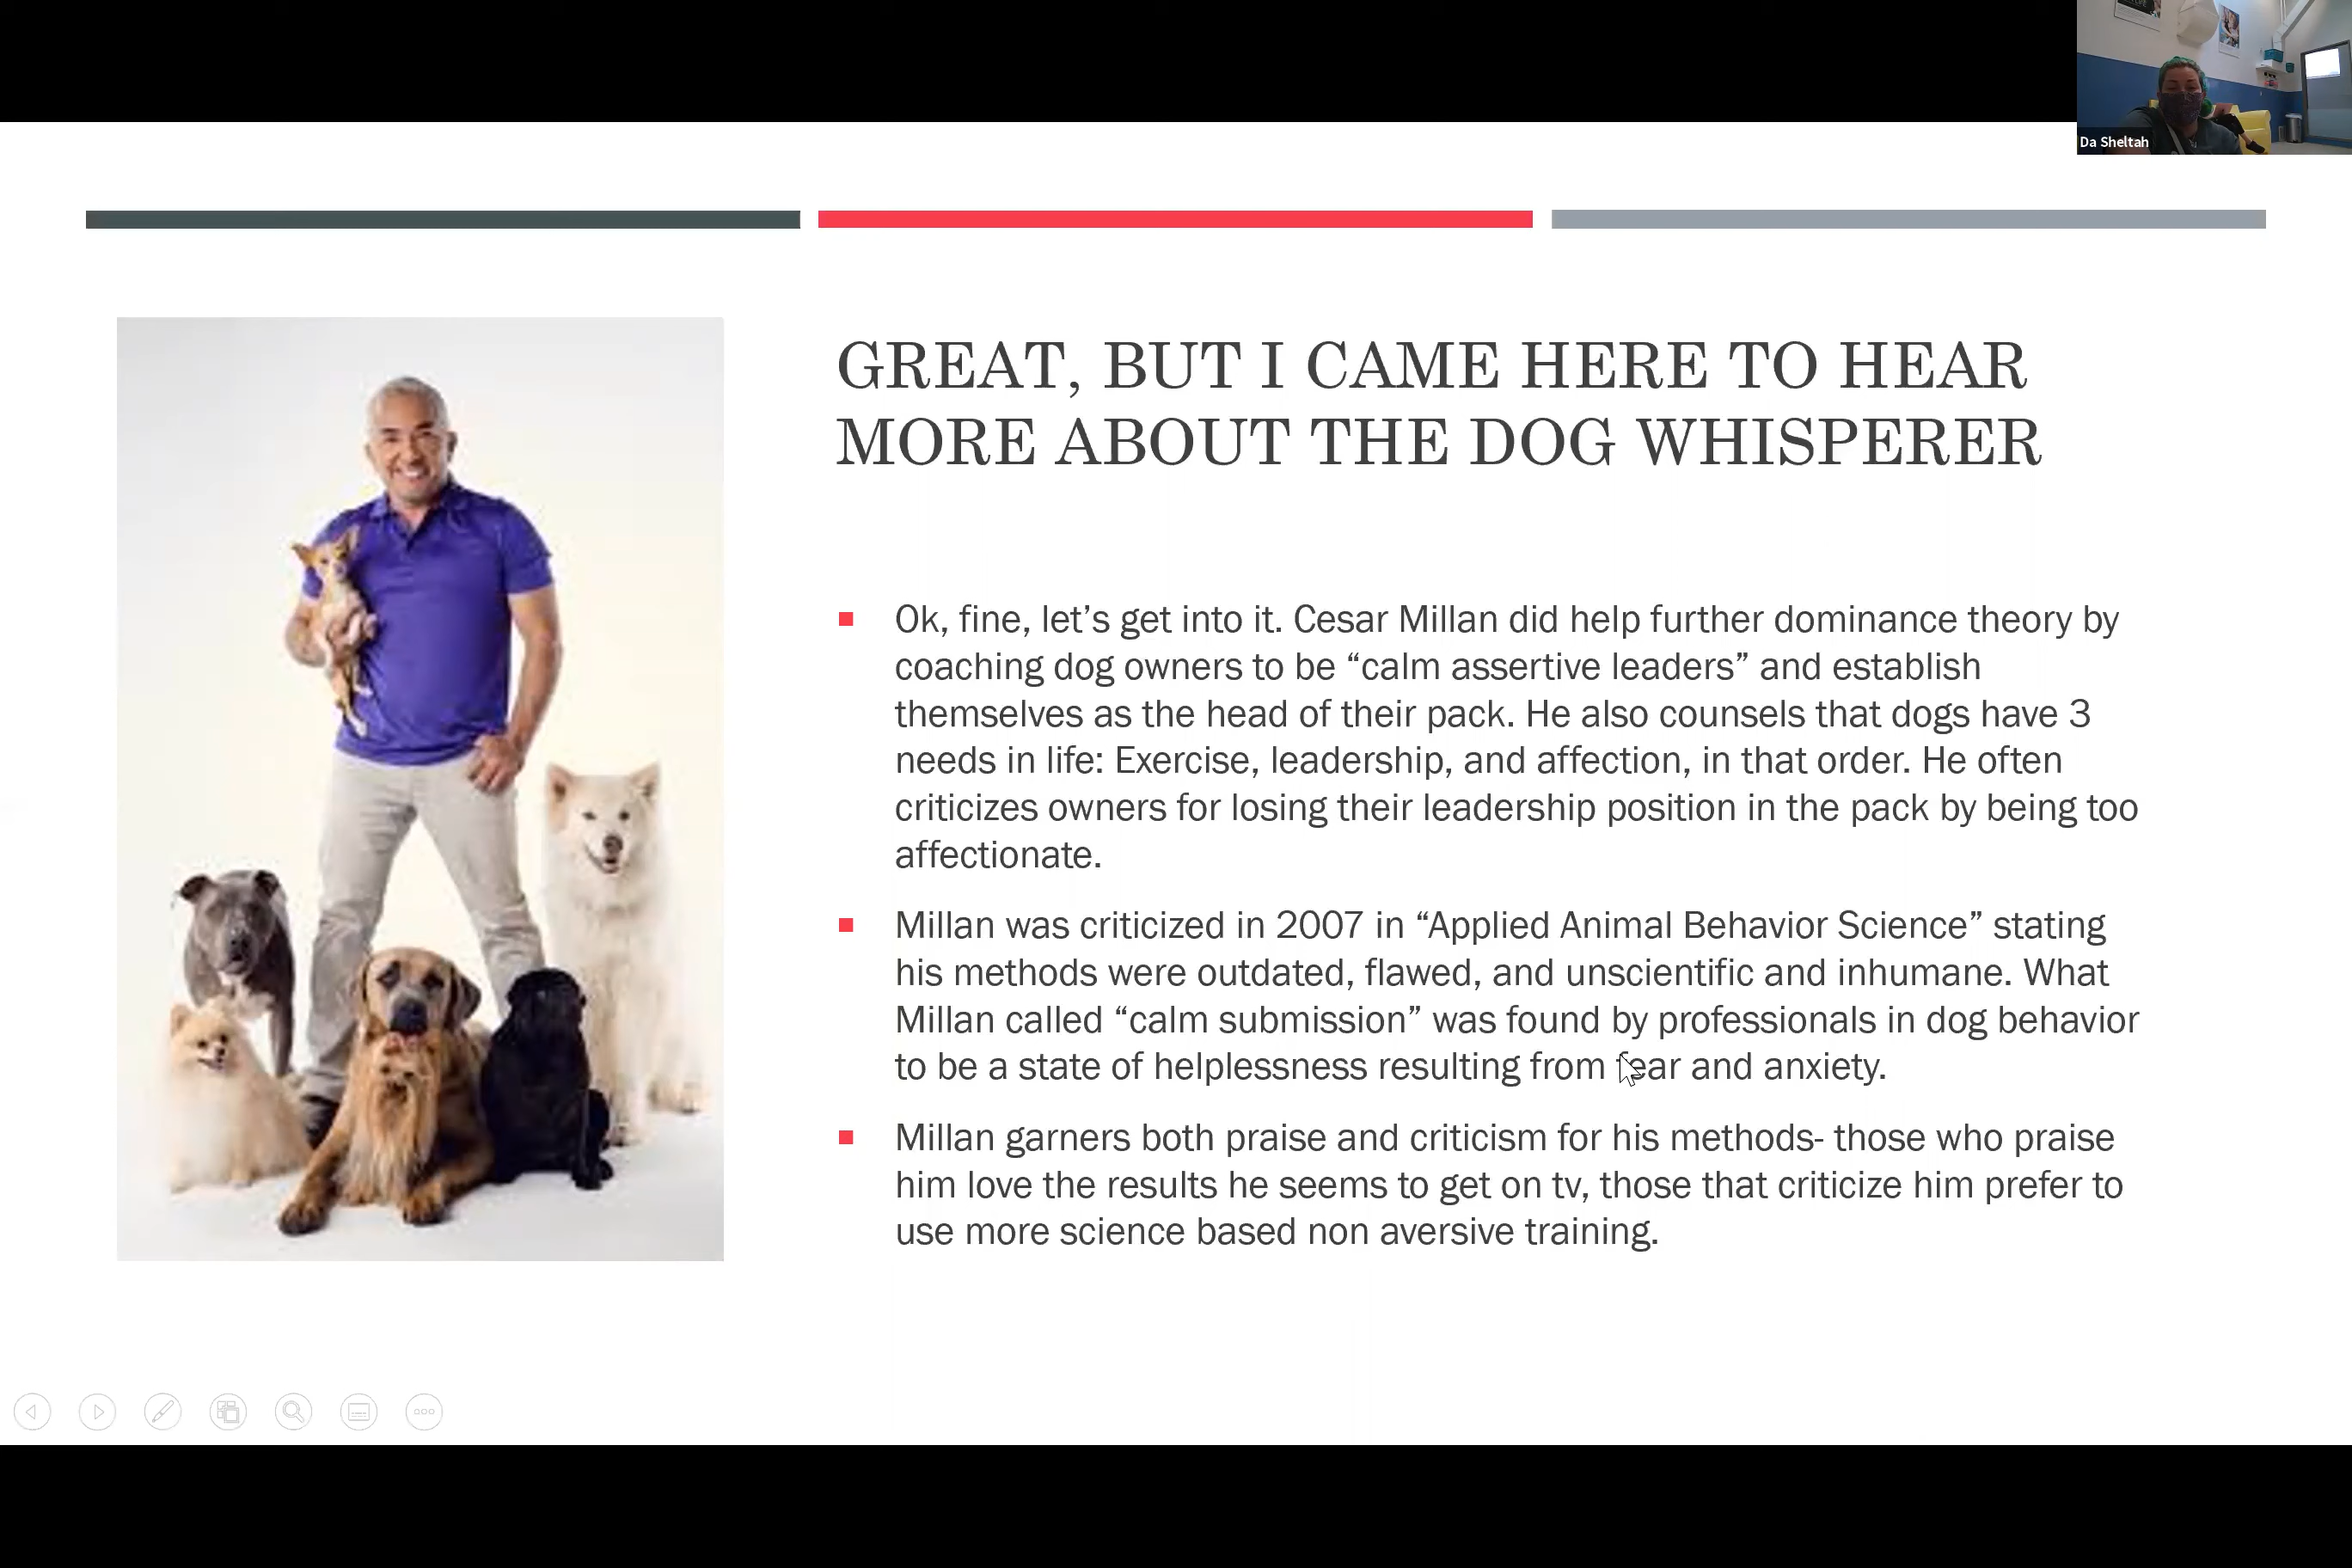 Da Sheltah
GREAT, BUT I CAME HERE TO HEAR
MORE ABOUT THE DOG WHISPERER
Ok, fine, let’s get into it. Cesar Millan did help further dominance theory by
coaching dog owners to be “calm assertive leaders” and establish
themselves as the head of their pack. He also counsels that dogs have 3
needs in life: Exercise, leadership, and affection, in that order. He often
criticizes owners for losing their leadership position in the pack by being too
affectionate.
Millan was criticized in 2007 in “Applied Animal Behavior Science” stating
his methods were outdated, flawed, and unscientific and inhumane. What
Millan called “calm submission” was found by professionals in dog behavior
to be a state of helplessness resulting from fear and anxiety.
Millan garners both praise and criticism for his methods- those who praise
him love the results he seems to get on tv, those that criticize him prefer to
use more science based non aversive training.